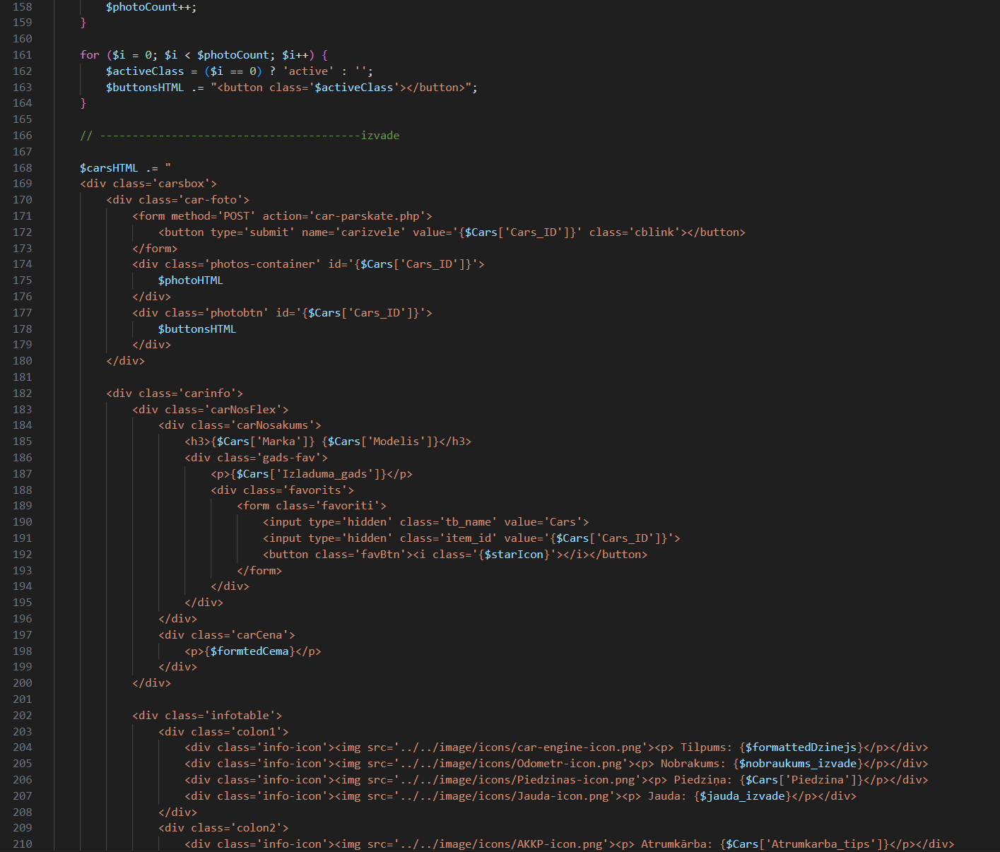 158 $photoCount++;
159 }
160
161 for ($i = 0; $i < $photoCount; $i++) {
162 $activeClass = ($i == 0) ? 'active' : '';
163 $buttonsHTML .= "<button class='$activeClass'></button>";
164 }
165
166 // ----------------------------------------izvade
167
168 $carsHTML .= "
169 <div class='carsbox'>
170 <div class='car-foto'>
171 <form method='POST' action='car-parskate.php'>
172 <button type='submit' name='carizvele' value='{$Cars['Cars_ID']}' class='cblink'></button>
173 </form>
174 <div class='photos-container' id='{$Cars['Cars_ID']}'>
175 $photoHTML
176 </div>
177 <div class='photobtn' id='{$Cars['Cars_ID']}'>
178 $buttonsHTML
179 </div>
180 </div>
181
182 <div class='carinfo'>
183 <div class='carNosFlex'>
184 <div class='carNosakums'>
185 <h3>{$Cars['Marka']} {$Cars['Modelis']}</h3>
186 <div class='gads-fav'>
187 <p>{$Cars['Izladuma_gads']}</p>
188 <div class='favorits'>
189 <form class='favoriti'>
190 <input type='hidden' class='tb_name' value='Cars'>
191 <input type='hidden' class='item_id' value='{$Cars['Cars_ID']}'>
192 <button class='favBtn'><i class='{$starIcon}'></i></button>
193 </form>
194 </div>
195 </div>
196 </div>
197 <div class='carCena'>
198 <p>{$formtedCema}</p>
199 </div>
200 </div>
201
202 <div class='infotable'>
203 <div class='colon1'>
204 <div class='info-icon'><img src='../../image/icons/car-engine-icon.png'><p> Tilpums: {$formattedDzinejs}</p></div>
205 <div class='info-icon'><img src='../../image/icons/Odometr-icon.png'><p> Nobrakums: {$nobraukums_izvade}</p></div>
206 <div class='info-icon'><img src='../../image/icons/Piedzinas-icon.png'><p> Piedziņa: {$Cars['Piedzina']}</p></div>
207 <div class='info-icon'><img src='../../image/icons/Jauda-icon.png'><p> Jauda: {$jauda_izvade}</p></div>
208 </div>
209 <div class='colon2'>
210 <div class='info-icon'><img src='../../image/icons/AKKP-icon.png'><p> Atrumkārba: {$Cars['Atrumkarba_tips']}</p></div>